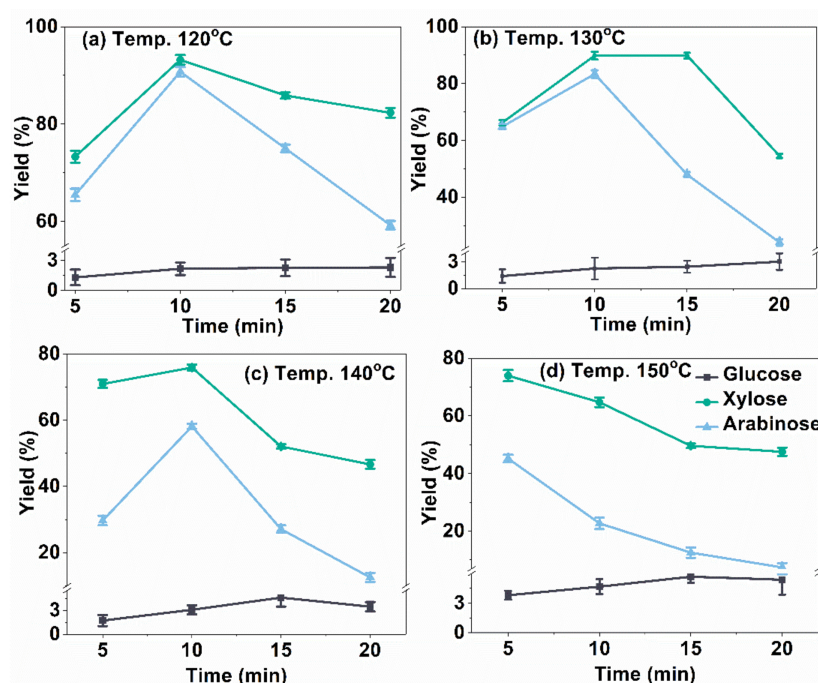 (a) Temp. 120°C
100
80
60
3
0
Yield (%)
5 10 15 20
Time (min)
(b) Temp. 130°C
100
80
60
40
3
0
Yield (%)
5 10 15 20
Time (min)
(c) Temp. 140°C
80
60
40
20
3
0
Yield (%)
5 10 15 20
Time (min)
(d) Temp. 150°C
Glucose
Xylose
Arabinose
80
60
40
20
3
0
Yield (%)
5 10 15 20
Time (min)